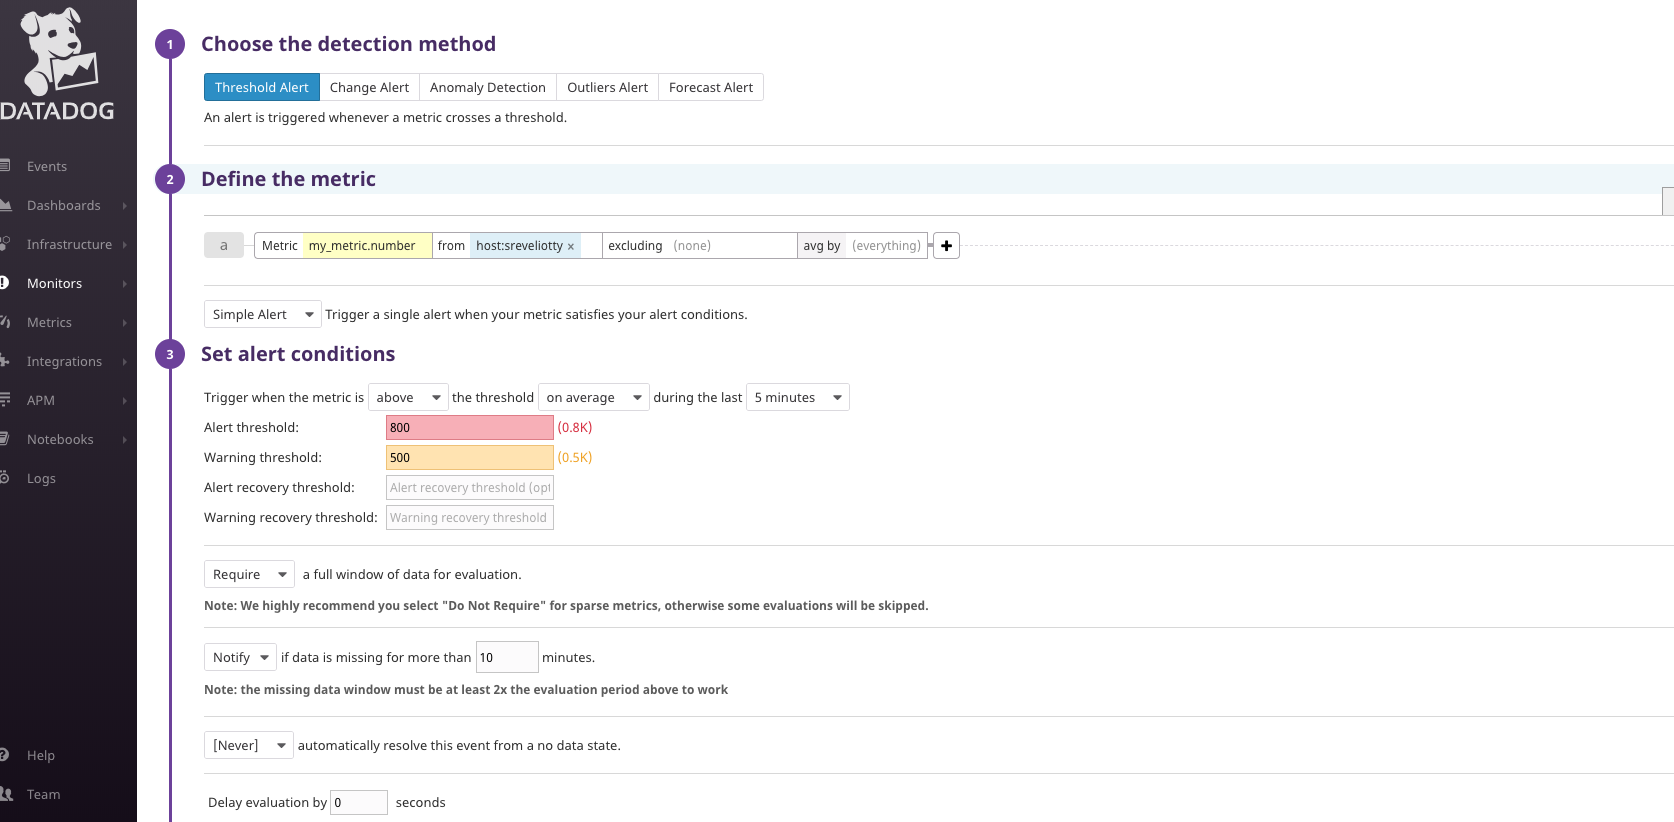 DATADOG
Events
Dashboards
Infrastructure
Monitors
Metrics
Integrations
APM
Notebooks
Logs
Help
Team
1 Choose the detection method
Threshold Alert Change Alert Anomaly Detection Outliers Alert Forecast Alert
An alert is triggered whenever a metric crosses a threshold.
2 Define the metric
a Metric my_metric.number from host:sreveliotty × excluding (none) avg by (everything) +
Simple Alert Trigger a single alert when your metric satisfies your alert conditions.
3 Set alert conditions
Trigger when the metric is above the threshold on average during the last 5 minutes
Alert threshold: 800 (0.8K)
Warning threshold: 500 (0.5K)
Alert recovery threshold: Alert recovery threshold (opt
Warning recovery threshold: Warning recovery threshold
Require a full window of data for evaluation.
Note: We highly recommend you select "Do Not Require" for sparse metrics, otherwise some evaluations will be skipped.
Notify if data is missing for more than 10 minutes.
Note: the missing data window must be at least 2x the evaluation period above to work
[Never] automatically resolve this event from a no data state.
Delay evaluation by 0 seconds